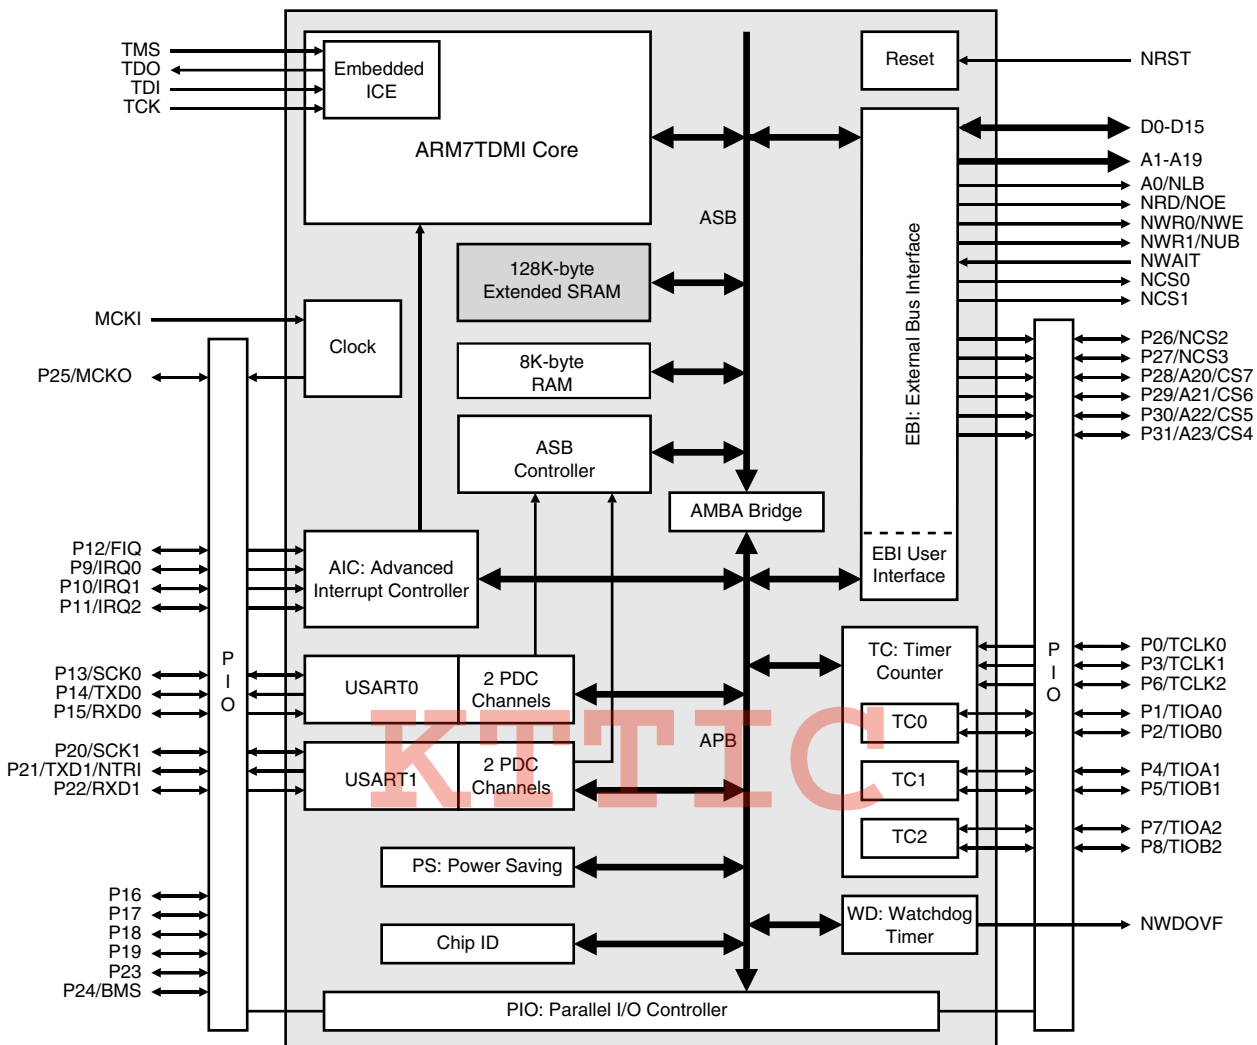 TMS
TDO
TDI
TCK
Embedded
ICE
ARM7TDMI Core
Reset
NRST
D0-D15
A1-A19
A0/NLB
NRD/NOE
NWR0/NWE
NWR1/NUB
NWAIT
NCS0
NCS1
ASB
EBI: External Bus Interface
128K-byte
Extended SRAM
MCKI
Clock
P25/MCKO
8K-byte
RAM
P26/NCS2
P27/NCS3
P28/A20/CS7
P29/A21/CS6
P30/A22/CS5
P31/A23/CS4
ASB
Controller
AMBA Bridge
EBI User
Interface
P12/FIQ
P9/IRQ0
P10/IRQ1
P11/IRQ2
AIC: Advanced
Interrupt Controller
P
I
O
P13/SCK0
P14/TXD0
P15/RXD0
USART0
2 PDC
Channels
P20/SCK1
P21/TXD1/NTRI
P22/RXD1
USART1
2 PDC
Channels
APB
KTTIC
TC: Timer
Counter
TC0
TC1
TC2
P
I
O
P0/TCLK0
P3/TCLK1
P6/TCLK2
P1/TIOA0
P2/TIOB0
P4/TIOA1
P5/TIOB1
P7/TIOA2
P8/TIOB2
PS: Power Saving
Chip ID
WD: Watchdog
Timer
NWDOVF
P16
P17
P18
P19
P23
P24/BMS
PIO: Parallel I/O Controller